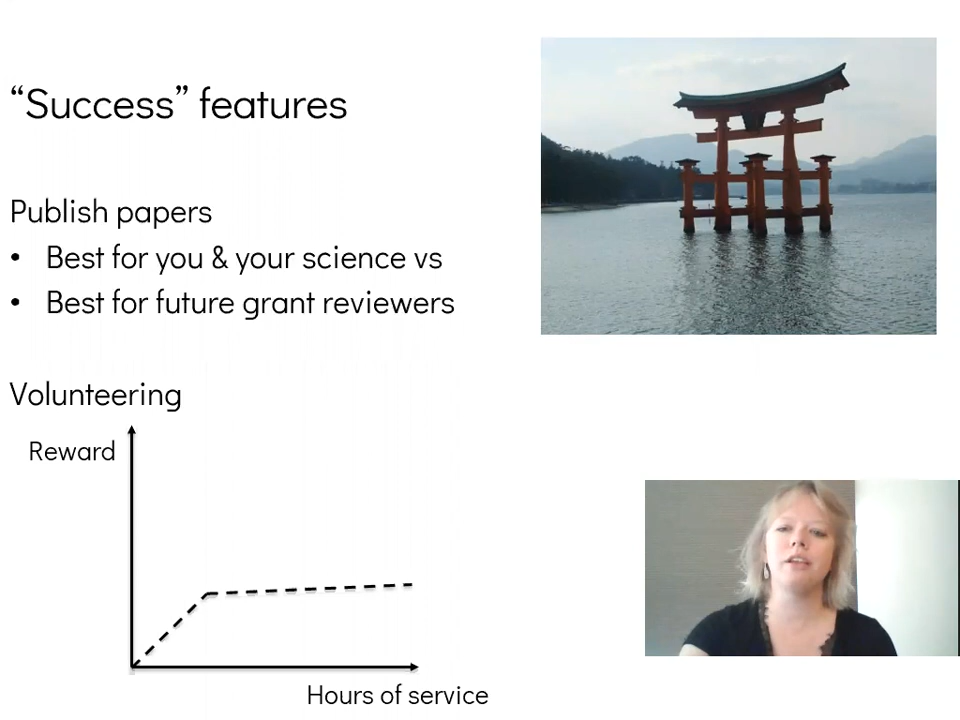 “Success” features
Publish papers
• Best for you & your science vs
• Best for future grant reviewers
Volunteering
Reward
Hours of service